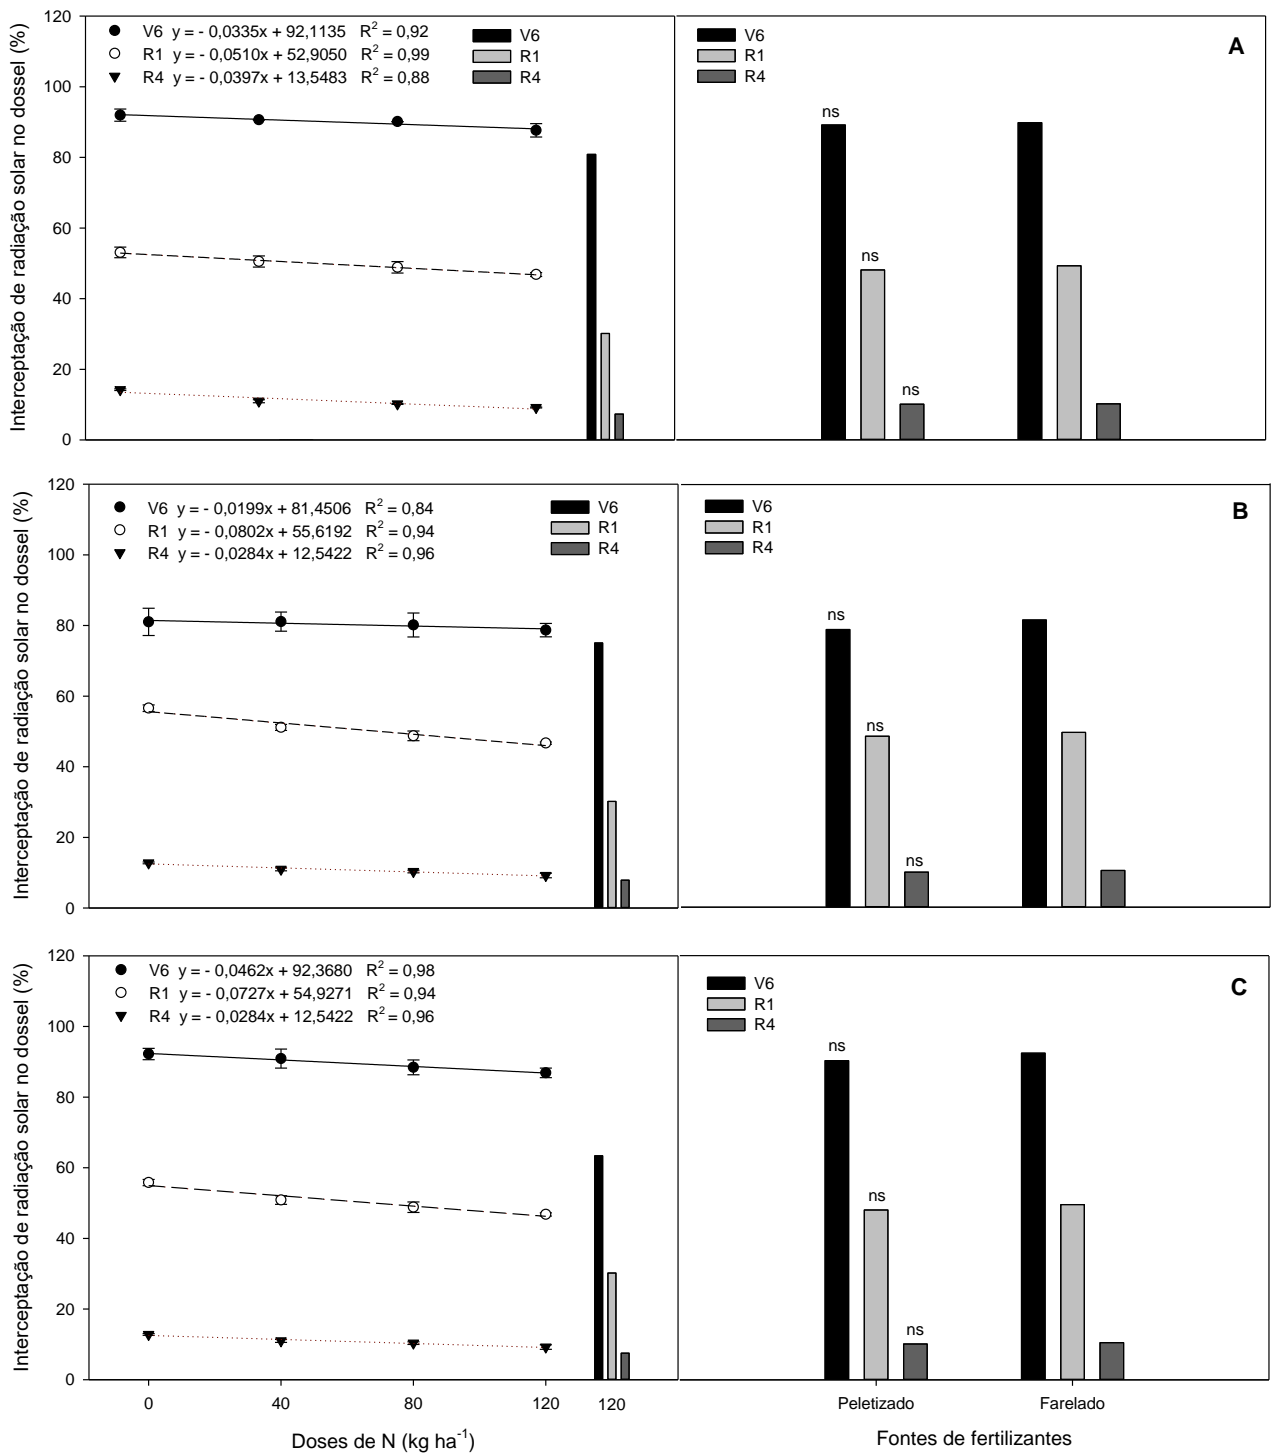 Interceptação de radiação solar no dossel (%)
120
100
80
60
40
20
0
V6 y = - 0,0335x + 92,1135 R² = 0,92
R1 y = - 0,0510x + 52,9050 R² = 0,99
R4 y = - 0,0397x + 13,5483 R² = 0,88
V6
R1
R4
V6
R1
R4
A
ns
ns
ns
Interceptação de radiação solar no dossel (%)
120
100
80
60
40
20
0
V6 y = - 0,0199x + 81,4506 R² = 0,84
R1 y = - 0,0802x + 55,6192 R² = 0,94
R4 y = - 0,0284x + 12,5422 R² = 0,96
V6
R1
R4
V6
R1
R4
B
ns
ns
ns
Interceptação de radiação solar no dossel (%)
120
100
80
60
40
20
0
V6 y = - 0,0462x + 92,3680 R² = 0,98
R1 y = - 0,0727x + 54,9271 R² = 0,94
R4 y = - 0,0284x + 12,5422 R² = 0,96
V6
R1
R4
C
ns
ns
ns
0 40 80 120 120
Peletizado Farelado
Doses de N (kg ha⁻¹)
Fontes de fertilizantes